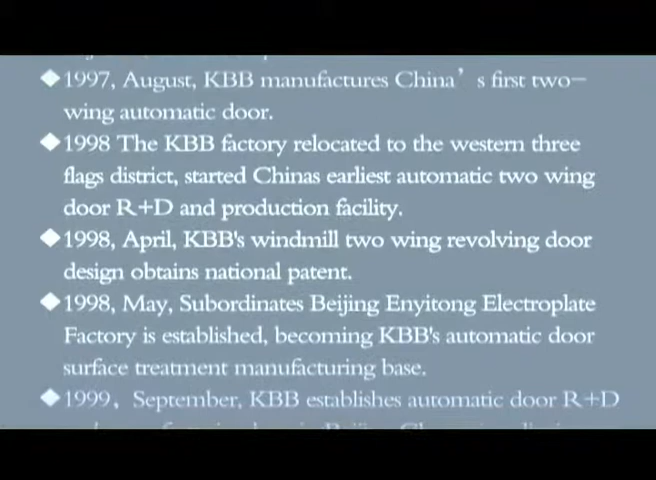 ◆1997, August, KBB manufactures China’s first two-
wing automatic door.
◆1998 The KBB factory relocated to the western three
flags district, started Chinas earliest automatic two wing
door R+D and production facility.
◆1998, April, KBB's windmill two wing revolving door
design obtains national patent.
◆1998, May, Subordinates Beijing Enyitong Electroplate
Factory is established, becoming KBB's automatic door
surface treatment manufacturing base.
◆1999, September, KBB establishes automatic door R+D